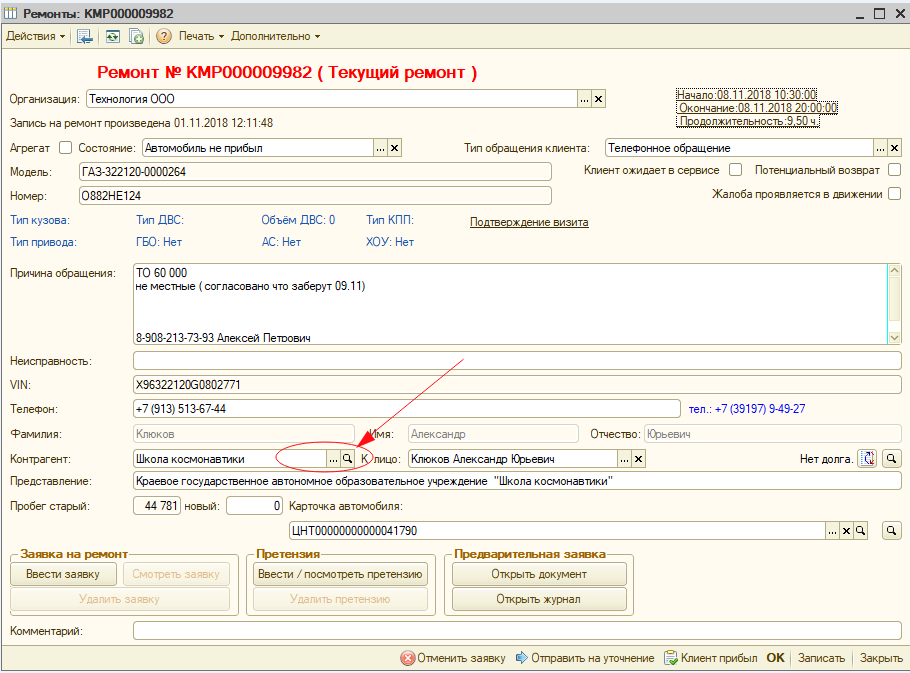 Ремонты: КМР000009982
Действия Печать Дополнительно
Ремонт № КМР000009982 ( Текущий ремонт )
Организация: Технология ООО ... Начало:08.11.2018 10:30:00
Окончание:08.11.2018 20:00:00
Запись на ремонт произведена 01.11.2018 12:11:48 Продолжительность:9,50 ч.
Агрегат Состояние: Автомобиль не прибыл ... Тип обращения клиента: Телефонное обращение ...
Модель: ГАЗ-322120-0000264 Клиент ожидает в сервисе Потенциальный возврат
Номер: О882НЕ124 Жалоба проявляется в движении
Тип кузова: Тип ДВС: Объём ДВС: 0 Тип КПП: Подтверждение визита
Тип привода: ГБО: Нет АС: Нет ХОУ: Нет
Причина обращения: ТО 60 000
не местные ( согласовано что заберут 09.11)
8-908-213-73-93 Алексей Петрович
Неисправность:
VIN: X96322120G0802771
Телефон: +7 (913) 513-67-44 тел.: +7 (39197) 9-49-27
Фамилия: Клюков Имя: Александр Отчество: Юрьевич
Контрагент: Школа космонавтики ... К лицо: Клюков Александр Юрьевич ... Нет долга.
Представление: Краевое государственное автономное образовательное учреждение "Школа космонавтики"
Пробег старый: 44 781 новый: 0 Карточка автомобиля:
ЦНТ00000000000041790 ...
Заявка на ремонт Претензия Предварительная заявка
Ввести заявку Смотреть заявку Ввести / посмотреть претензию Открыть документ
Удалить заявку Удалить претензию Открыть журнал
Комментарий:
Отменить заявку Отправить на уточнение Клиент прибыл OK Записать Закрыть